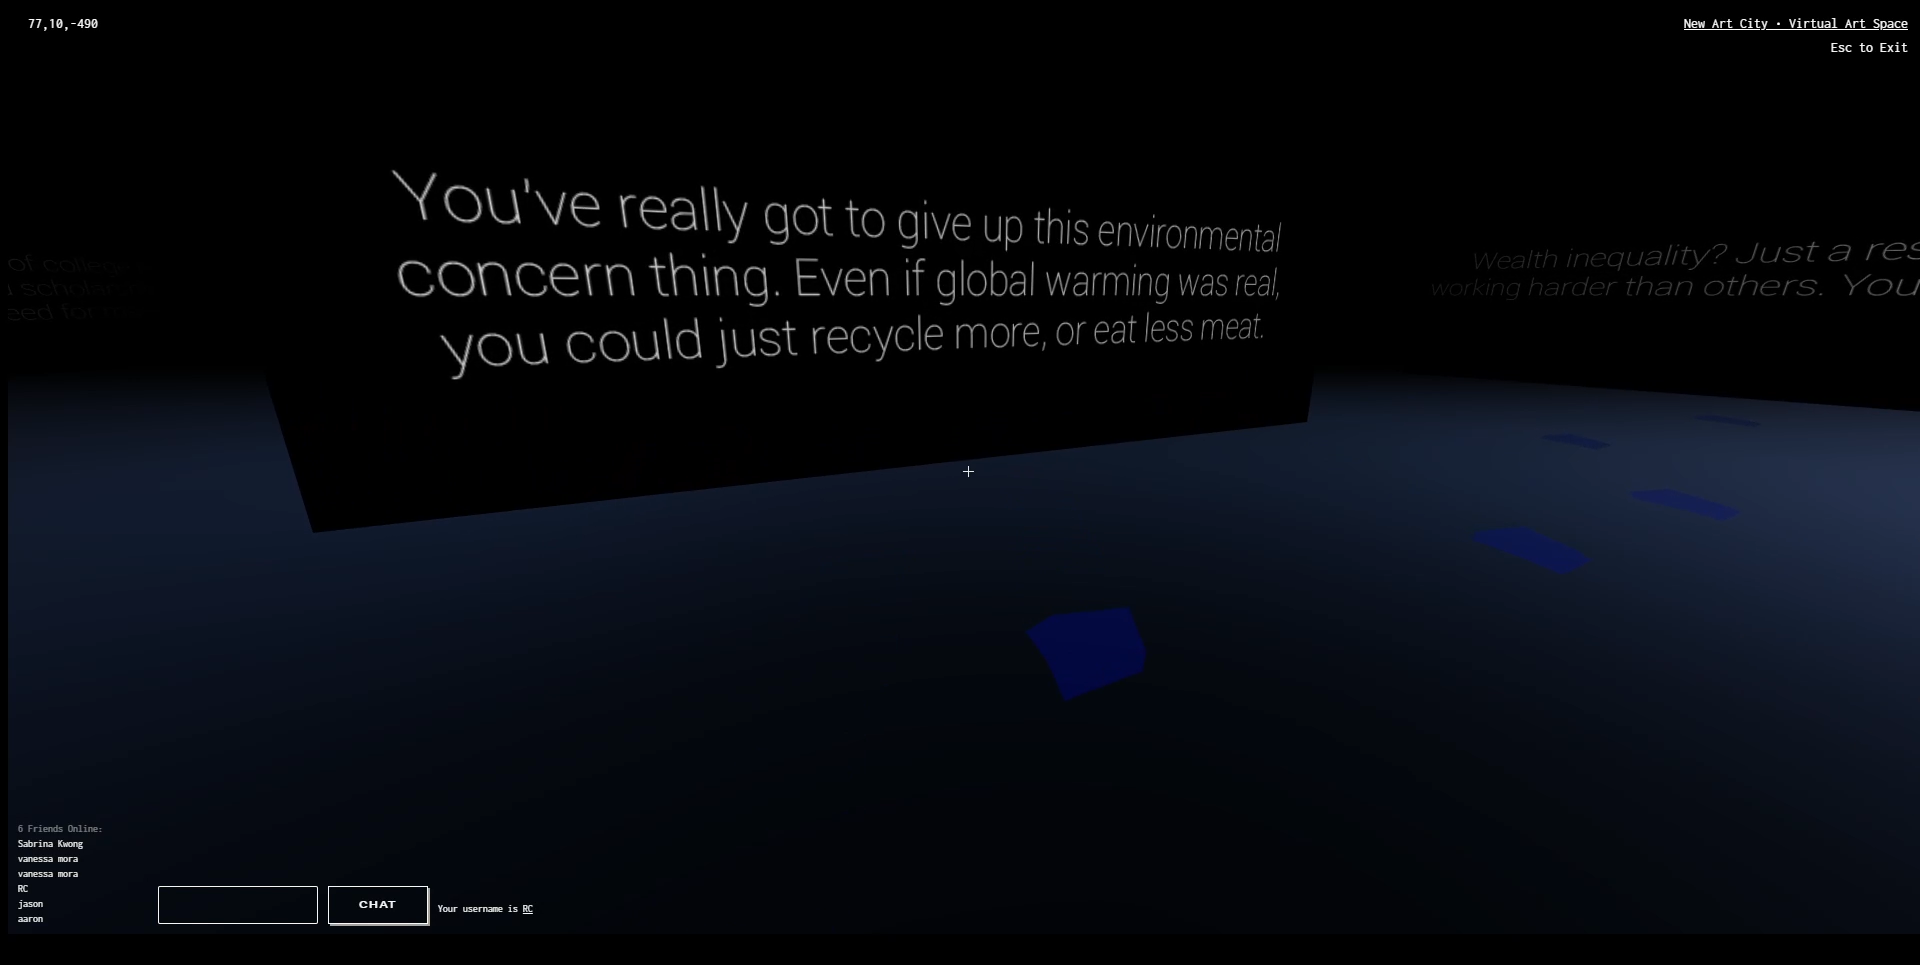 77,10,-490
New Art City · Virtual Art Space
Esc to Exit
You've really got to give up this environmental
concern thing. Even if global warming was real,
you could just recycle more, or eat less meat.
of college
Wealth inequality? Just a
working harder than others. You
6 Friends Online:
Sabrina Kwong
vanessa mora
vanessa mora
RC
jason
aaron
CHAT
Your username is RC